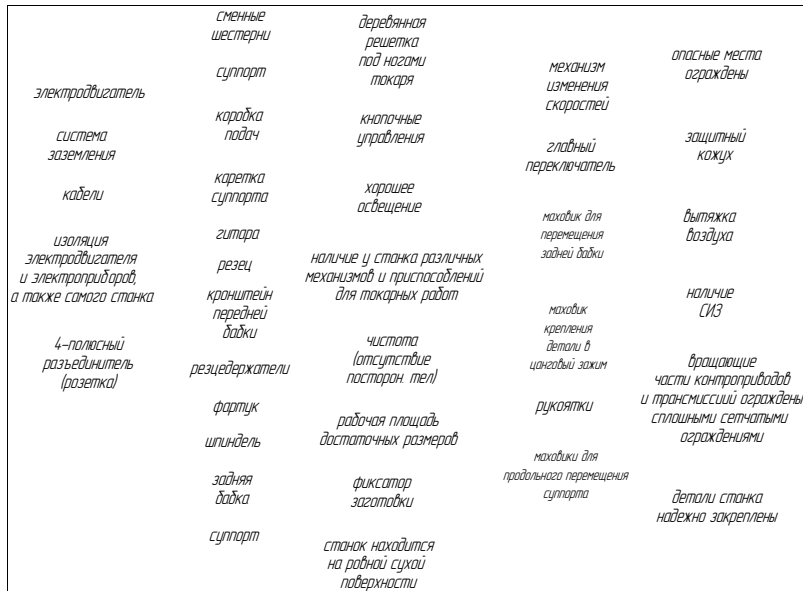 электродвигатель
система
заземления
кабели
изоляция
электродвигателя
и электроприборов,
а также самого станка
4-полюсный
разъединитель
(розетка)
сменные
шестерни
суппорт
коробка
подач
каретка
суппорта
гитара
резец
кронштейн
передней
бабки
резцедержатели
фартук
шпиндель
задняя
бабка
суппорт
деревянная
решетка
под ногами
токаря
кнопочные
управления
хорошее
освещение
наличие у станка различных
механизмов и приспособлений
для токарных работ
чистота
(отсутствие
посторон. тел)
рабочая площадь
достаточных размеров
фиксатор
заготовки
станок находится
на ровной сухой
поверхности
механизм
изменения
скоростей
главный
переключатель
маховик для
перемещения
задней бабки
маховик
крепления
детали в
цанговый зажим
рукоятки
маховики для
продольного перемещения
суппорта
опасные места
ограждены
защитный
кожух
вытяжка
воздуха
наличие
СИЗ
вращающие
части контроприводов
и трансмиссиий ограждены
сплошными сетчатыми
ограждениями
детали станка
надежно закреплены